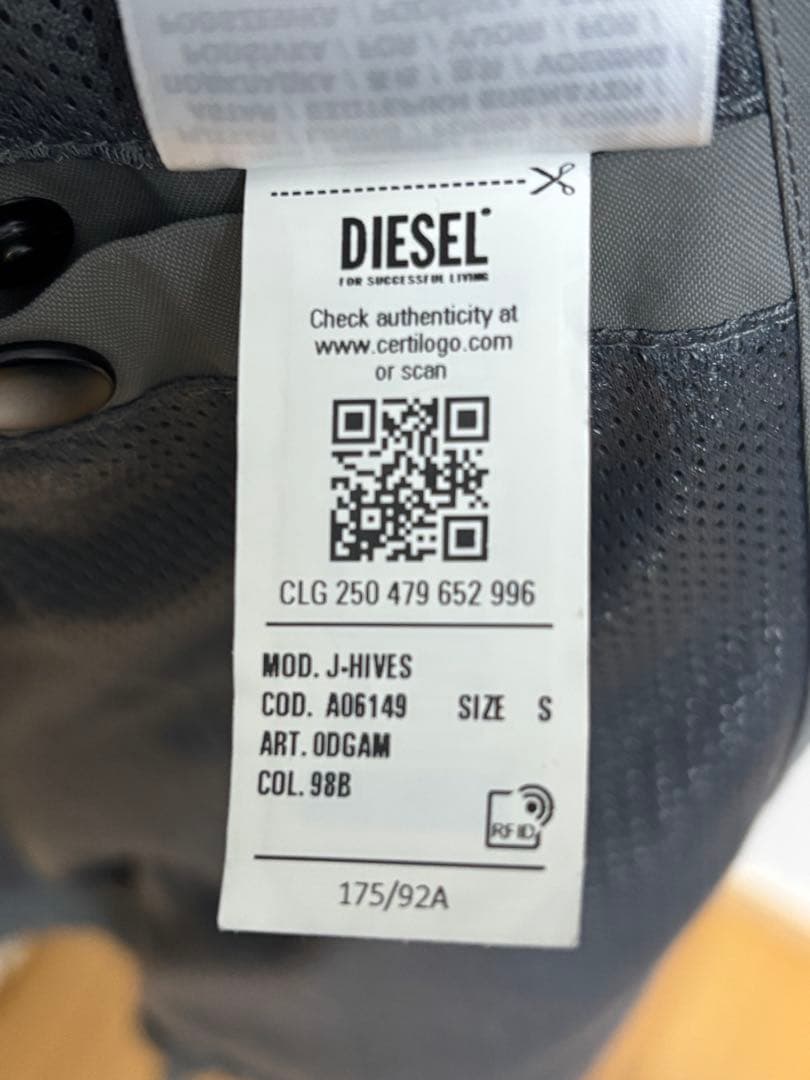 DIESEL
FOR SUCCESSFUL LIVING
Check authenticity at
www.certilogo.com
or scan
CLG 250 479 652 996
MOD. J-HIVES
COD. A06149 SIZE S
ART. 0DGAM
COL. 98B
RFID
175/92A